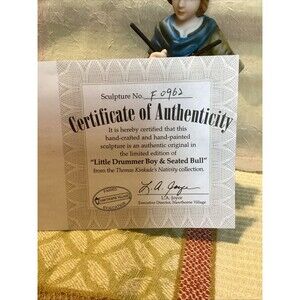 Sculpture No. F0962
Certificate of Authenticity
It is hereby certified that this
hand-crafted and hand-painted
sculpture is an authentic original in
the limited edition of
"Little Drummer Boy & Seated Bull"
from the Thomas Kinkade's Nativity collection.
L.A. Joyce
L.A. Joyce
Executive Director, Hawthorne Village